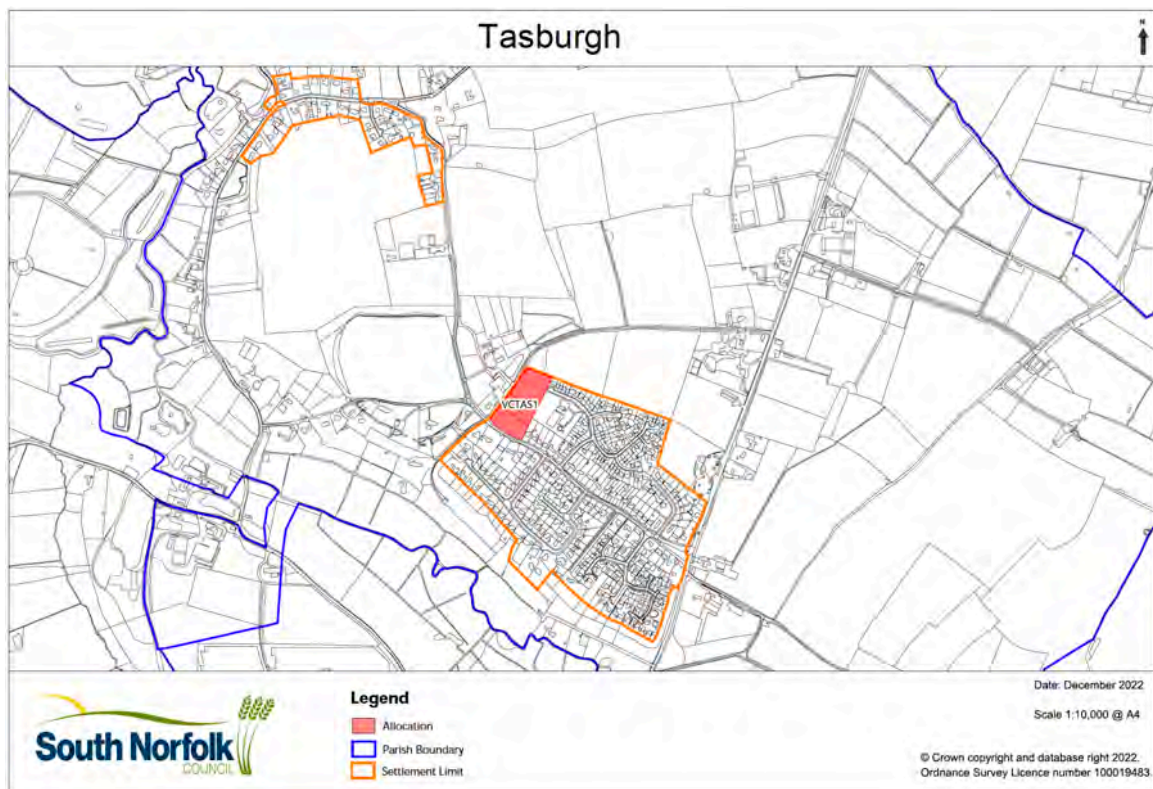 Tasburgh
N
VCTAS1
South Norfolk
COUNCIL
Legend
Allocation
Parish Boundary
Settlement Limit
Date: December 2022
Scale 1:10,000 @ A4
© Crown copyright and database right 2022.
Ordnance Survey Licence number 100019483.